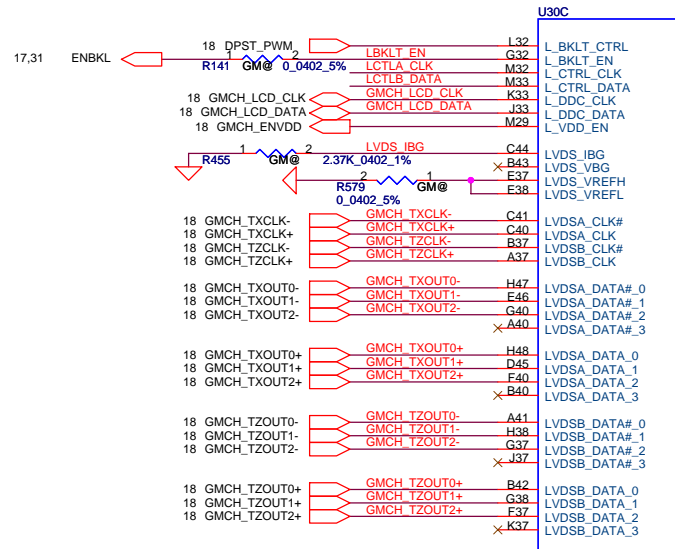 U30C
18 DPST_PWM L32 L_BKLT_CTRL
17,31 ENBKL 1 2 LBKLT_EN G32 L_BKLT_EN
R141 GM@ 0_0402_5% LCTLA_CLK M32 L_CTRL_CLK
LCTLB_DATA M33 L_CTRL_DATA
18 GMCH_LCD_CLK GMCH_LCD_CLK K33 L_DDC_CLK
18 GMCH_LCD_DATA GMCH_LCD_DATA J33 L_DDC_DATA
18 GMCH_ENVDD M29 L_VDD_EN
1 2 LVDS_IBG C44 LVDS_IBG
R455 GM@ 2.37K_0402_1% B43 LVDS_VBG
2 1 E37 LVDS_VREFH
R579 GM@ E38 LVDS_VREFL
0_0402_5%
18 GMCH_TXCLK- GMCH_TXCLK- C41 LVDSA_CLK#
18 GMCH_TXCLK+ GMCH_TXCLK+ C40 LVDSA_CLK
18 GMCH_TZCLK- GMCH_TZCLK- B37 LVDSB_CLK#
18 GMCH_TZCLK+ GMCH_TZCLK+ A37 LVDSB_CLK
18 GMCH_TXOUT0- GMCH_TXOUT0- H47 LVDSA_DATA#_0
18 GMCH_TXOUT1- GMCH_TXOUT1- E46 LVDSA_DATA#_1
18 GMCH_TXOUT2- GMCH_TXOUT2- G40 LVDSA_DATA#_2
A40 LVDSA_DATA#_3
18 GMCH_TXOUT0+ GMCH_TXOUT0+ H48 LVDSA_DATA_0
18 GMCH_TXOUT1+ GMCH_TXOUT1+ D45 LVDSA_DATA_1
18 GMCH_TXOUT2+ GMCH_TXOUT2+ F40 LVDSA_DATA_2
B40 LVDSA_DATA_3
18 GMCH_TZOUT0- GMCH_TZOUT0- A41 LVDSB_DATA#_0
18 GMCH_TZOUT1- GMCH_TZOUT1- H38 LVDSB_DATA#_1
18 GMCH_TZOUT2- GMCH_TZOUT2- G37 LVDSB_DATA#_2
J37 LVDSB_DATA#_3
18 GMCH_TZOUT0+ GMCH_TZOUT0+ B42 LVDSB_DATA_0
18 GMCH_TZOUT1+ GMCH_TZOUT1+ G38 LVDSB_DATA_1
18 GMCH_TZOUT2+ GMCH_TZOUT2+ F37 LVDSB_DATA_2
K37 LVDSB_DATA_3